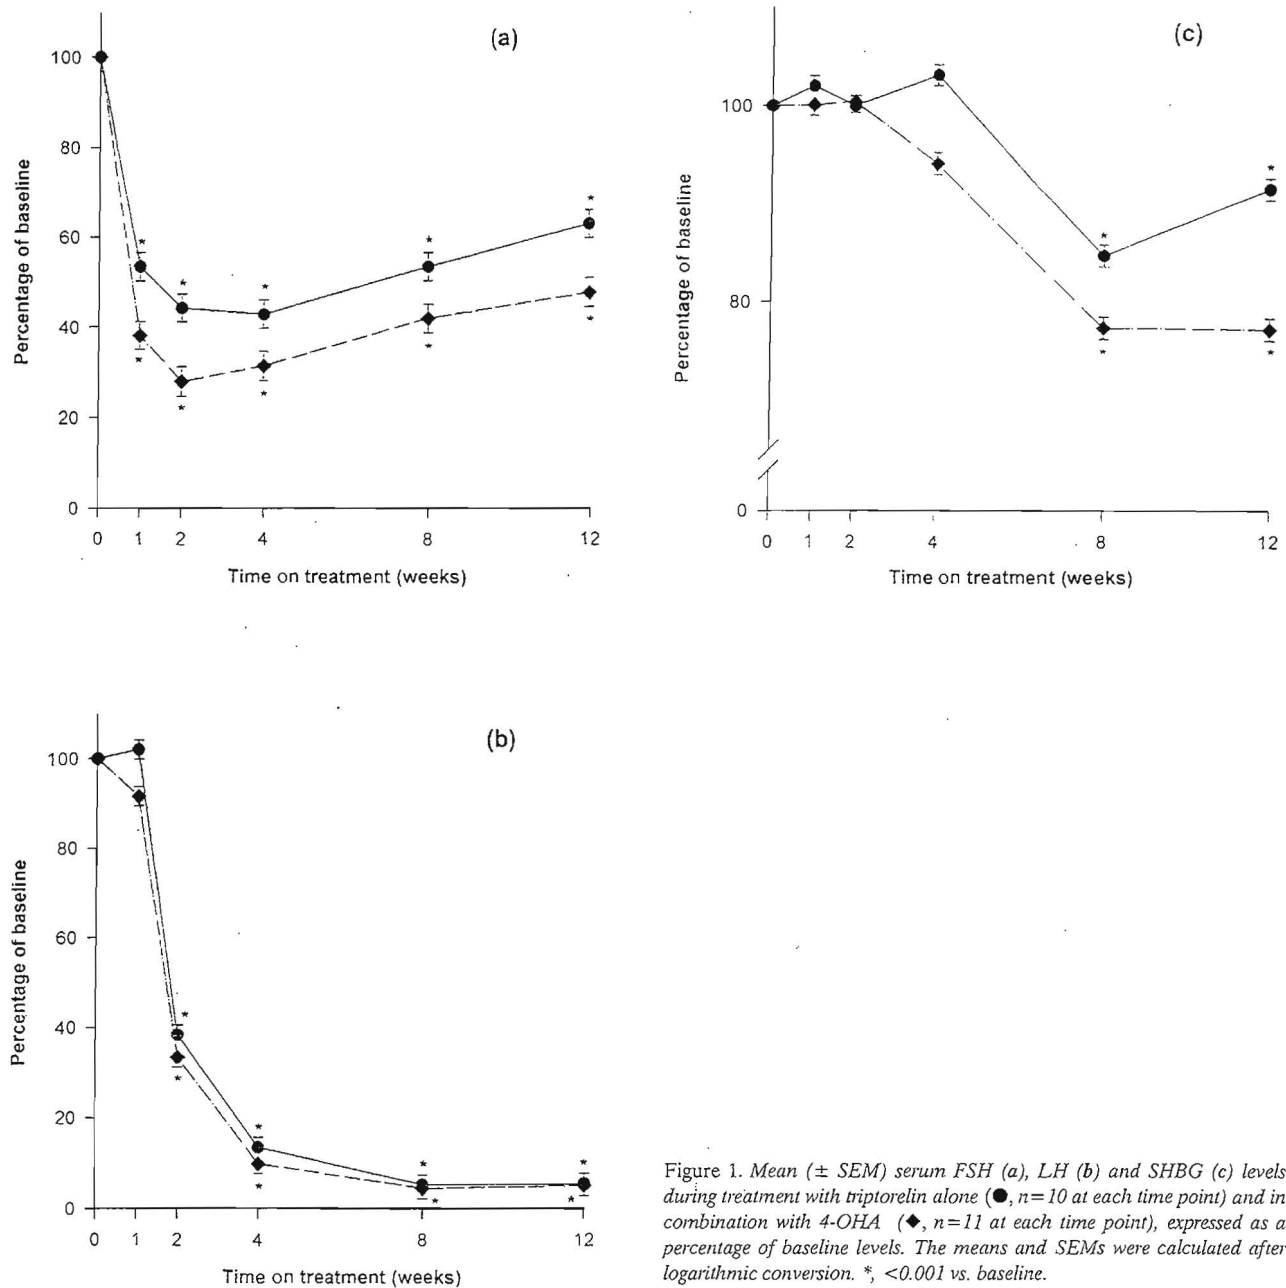 (a)
100
80
60
40
20
0
Percentage of baseline
* * * * *
* * * * *
0 1 2 4 8 12
Time on treatment (weeks)
(c)
100
80
0
Percentage of baseline
* *
* *
0 1 2 4 8 12
Time on treatment (weeks)
(b)
100
80
60
40
20
0
Percentage of baseline
* * * *
* * * *
0 1 2 4 8 12
Time on treatment (weeks)
Figure 1. Mean (± SEM) serum FSH (a), LH (b) and SHBG (c) levels
during treatment with triptorelin alone (●, n=10 at each time point) and in
combination with 4-OHA (◆, n=11 at each time point), expressed as a
percentage of baseline levels. The means and SEMs were calculated after
logarithmic conversion. *, <0.001 vs. baseline.